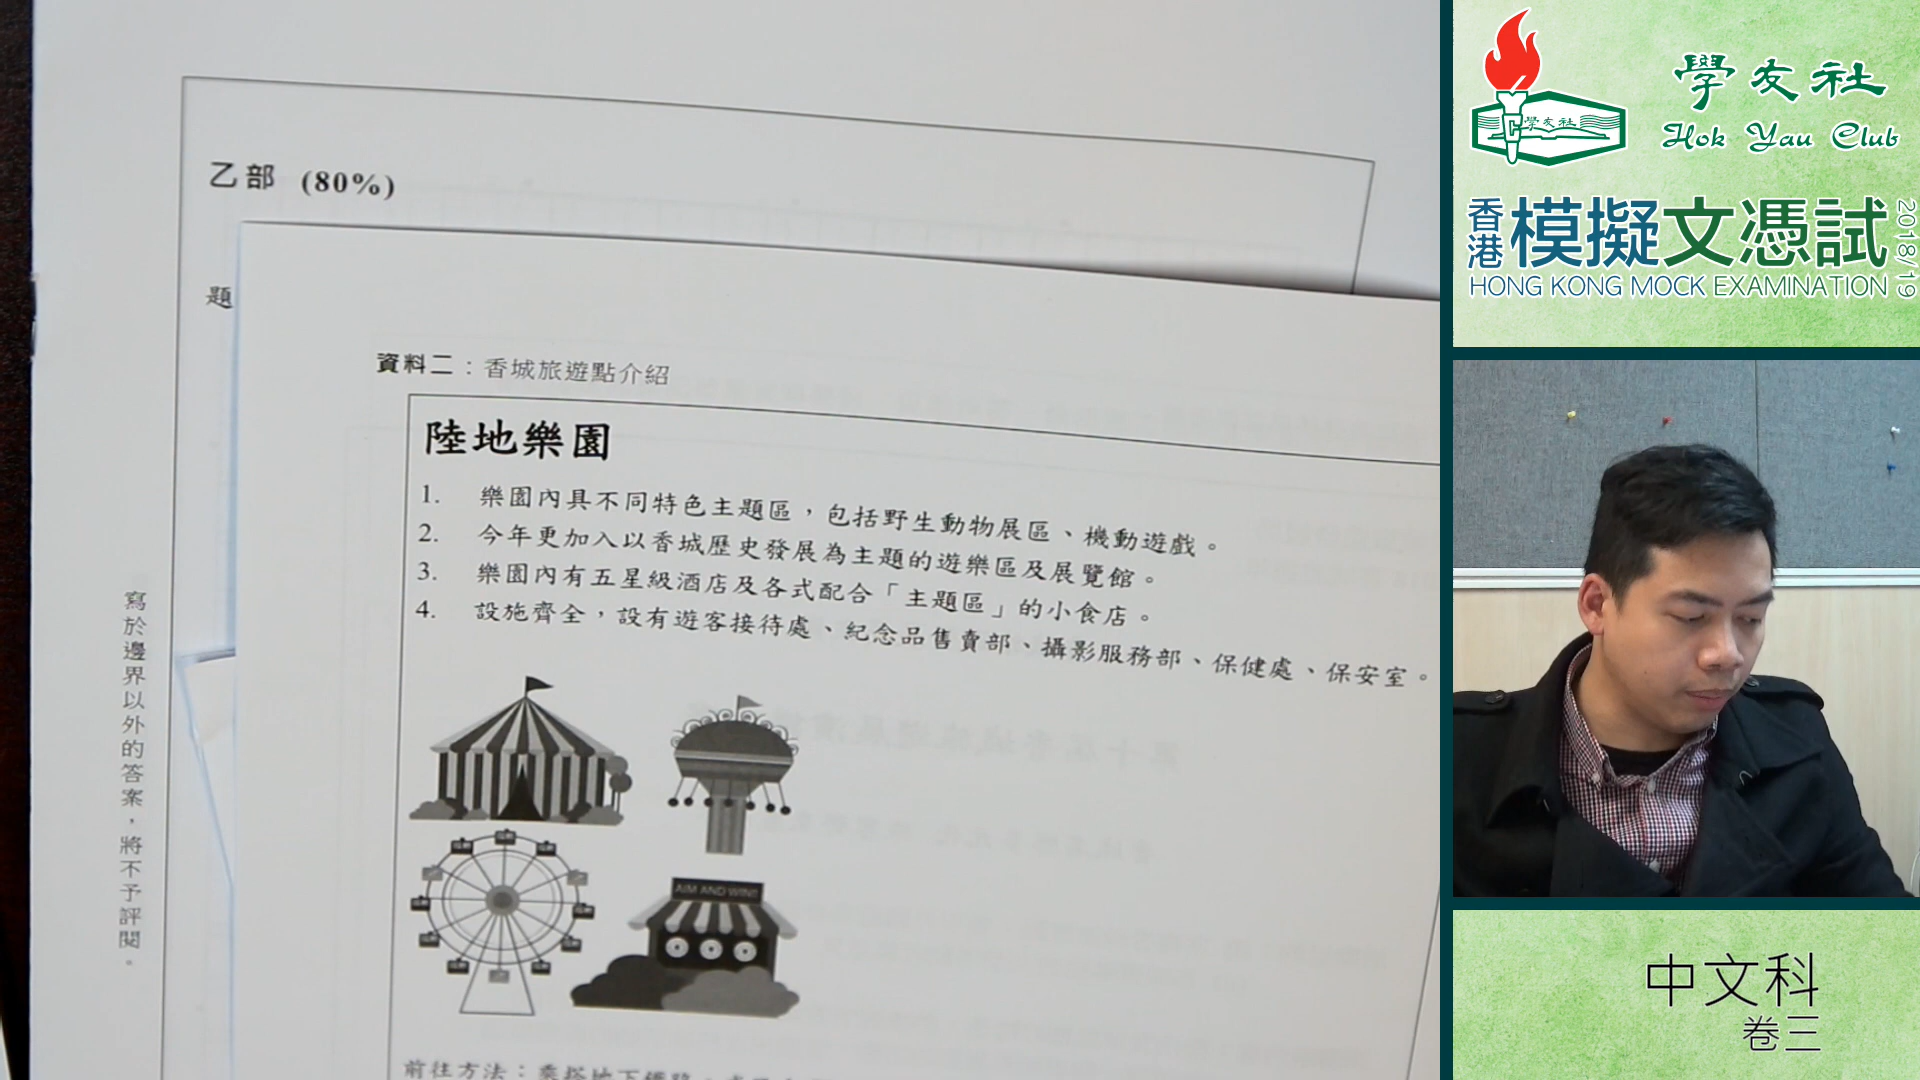 乙部 (80%)
題
資料二：香城旅遊點介紹
陸地樂園
1. 樂園內具不同特色主題區，包括野生動物展區、機動遊戲。
2. 今年更加入以香城歷史發展為主題的遊樂區及展覽館。
3. 樂園內有五星級酒店及各式配合「主題區」的小食店。
4. 設施齊全，設有遊客接待處、紀念品售賣部、攝影服務部、保健處、保安室。
AIM AND WIN!!
寫於邊界以外的答案，將不予評閱。
學友社
學友社
Hok Yau Club
香港模擬文憑試
2018/19
HONG KONG MOCK EXAMINATION
中文科
卷三